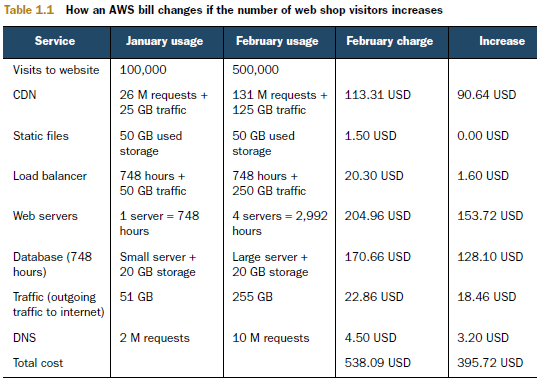 Table 1.1 How an AWS bill changes if the number of web shop visitors increases
Service January usage February usage February charge Increase
Visits to website 100,000 500,000
CDN 26 M requests + 131 M requests + 113.31 USD 90.64 USD
25 GB traffic 125 GB traffic
Static files 50 GB used 50 GB used 1.50 USD 0.00 USD
storage storage
Load balancer 748 hours + 748 hours + 20.30 USD 1.60 USD
50 GB traffic 250 GB traffic
Web servers 1 server = 748 4 servers = 2,992 204.96 USD 153.72 USD
hours hours
Database (748 Small server + Large server + 170.66 USD 128.10 USD
hours) 20 GB storage 20 GB storage
Traffic (outgoing 51 GB 255 GB 22.86 USD 18.46 USD
traffic to internet)
DNS 2 M requests 10 M requests 4.50 USD 3.20 USD
Total cost 538.09 USD 395.72 USD